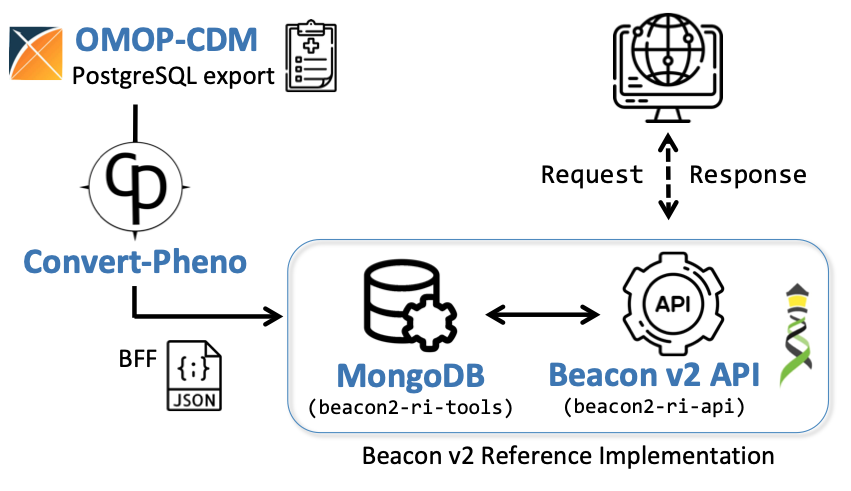 OMOP-CDM
PostgreSQL export
cp
Convert-Pheno
BFF
{;}
JSON
Request
Response
API
MongoDB
(beacon2-ri-tools)
Beacon v2 API
(beacon2-ri-api)
Beacon v2 Reference Implementation